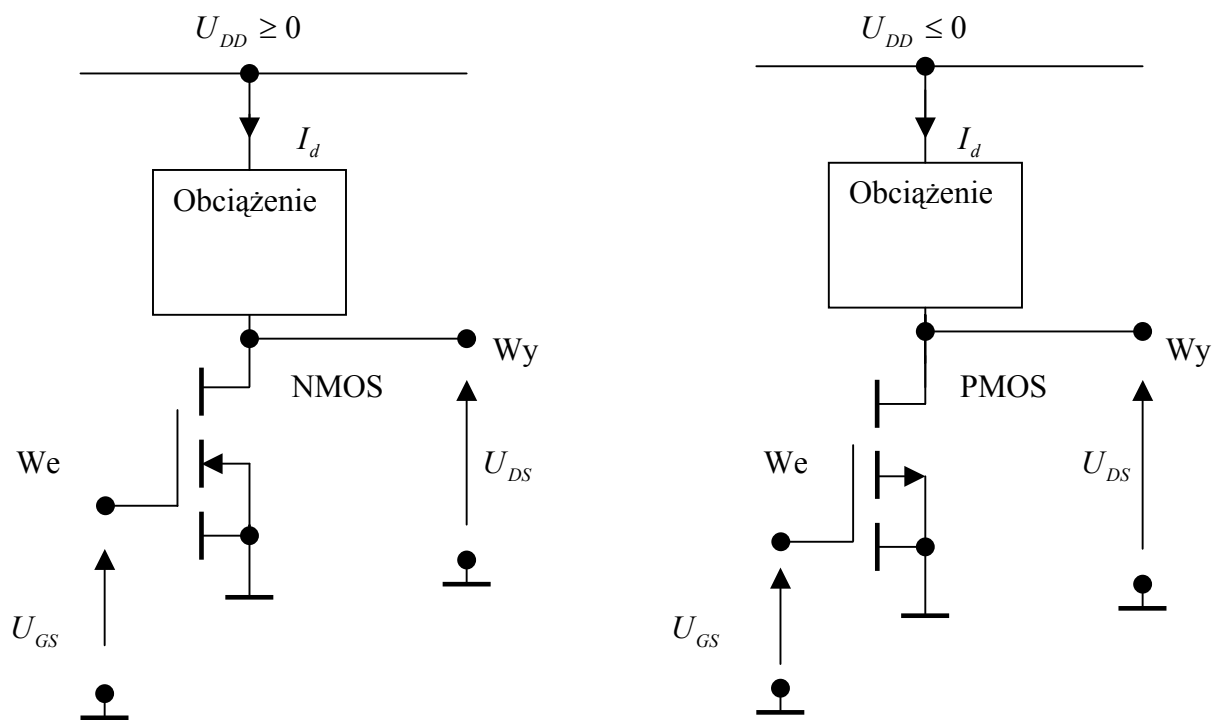 U_DD ≥ 0
I_d
Obciążenie
Wy
NMOS
We
U_DS
U_GS
U_DD ≤ 0
I_d
Obciążenie
Wy
PMOS
We
U_DS
U_GS